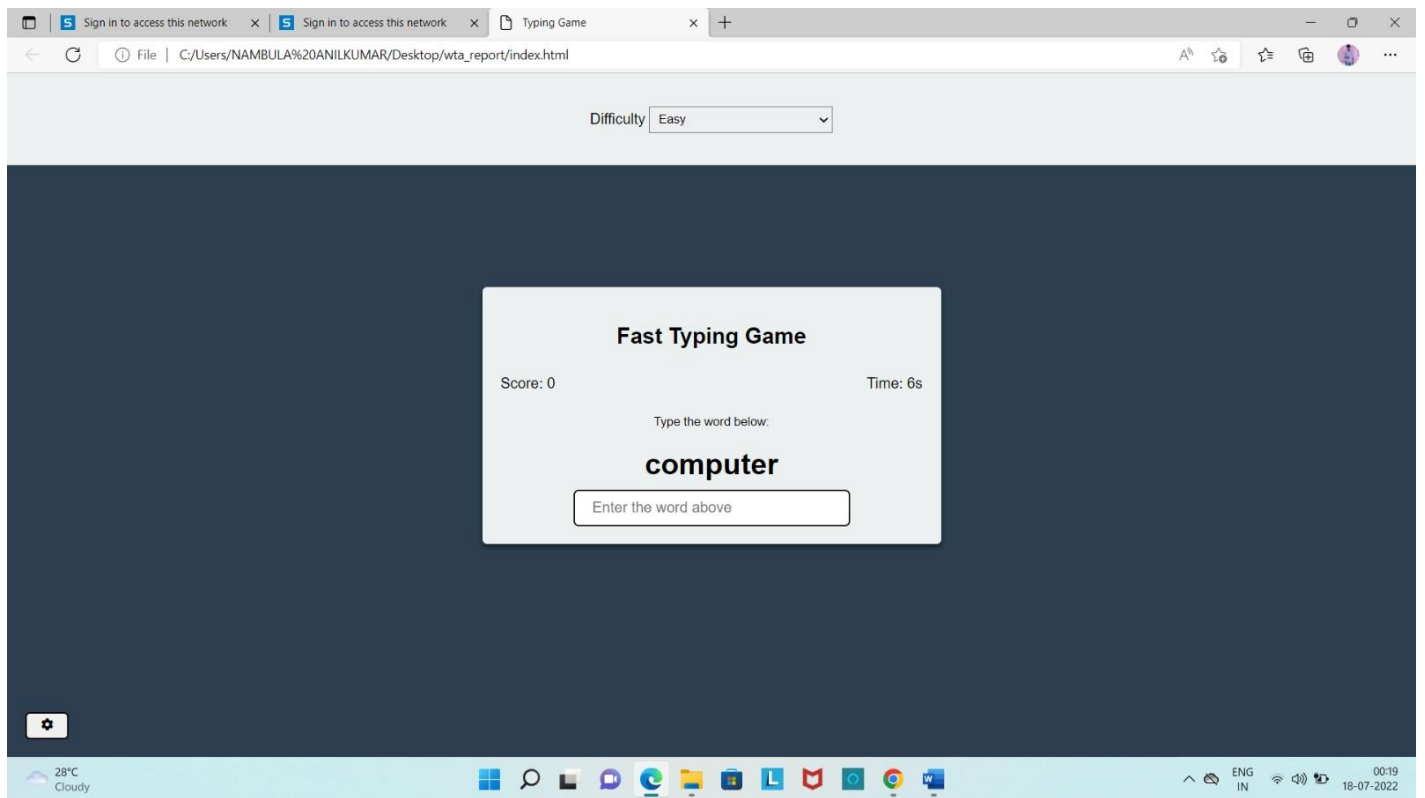 Sign in to access this network Sign in to access this network Typing Game
File C:/Users/NAMBULA%20ANILKUMAR/Desktop/wta_report/index.html
Difficulty Easy
Fast Typing Game
Score: 0 Time: 6s
Type the word below:
computer
Enter the word above
28°C
Cloudy
ENG
IN
00:19
18-07-2022